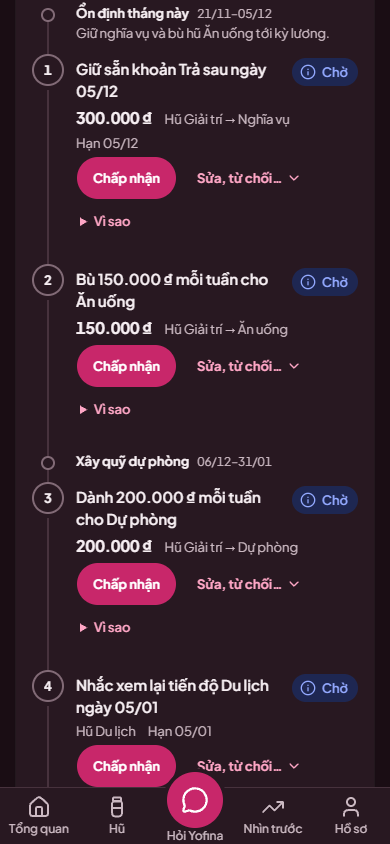 Ổn định tháng này 21/11–05/12
Giữ nghĩa vụ và bù hũ Ăn uống tới kỳ lương.
1 Giữ sẵn khoản Trả sau ngày 05/12 Chờ
300.000 ₫ Hũ Giải trí → Nghĩa vụ
Hạn 05/12
Chấp nhận Sửa, từ chối...
Vì sao
2 Bù 150.000 ₫ mỗi tuần cho Ăn uống Chờ
150.000 ₫ Hũ Giải trí → Ăn uống
Chấp nhận Sửa, từ chối...
Vì sao
Xây quỹ dự phòng 06/12–31/01
3 Dành 200.000 ₫ mỗi tuần cho Dự phòng Chờ
200.000 ₫ Hũ Giải trí → Dự phòng
Chấp nhận Sửa, từ chối...
Vì sao
4 Nhắc xem lại tiến độ Du lịch ngày 05/01 Chờ
Hũ Du lịch Hạn 05/01
Chấp nhận Sửa, từ chối...
Tổng quan Hũ Hỏi Yofina Nhìn trước Hồ sơ